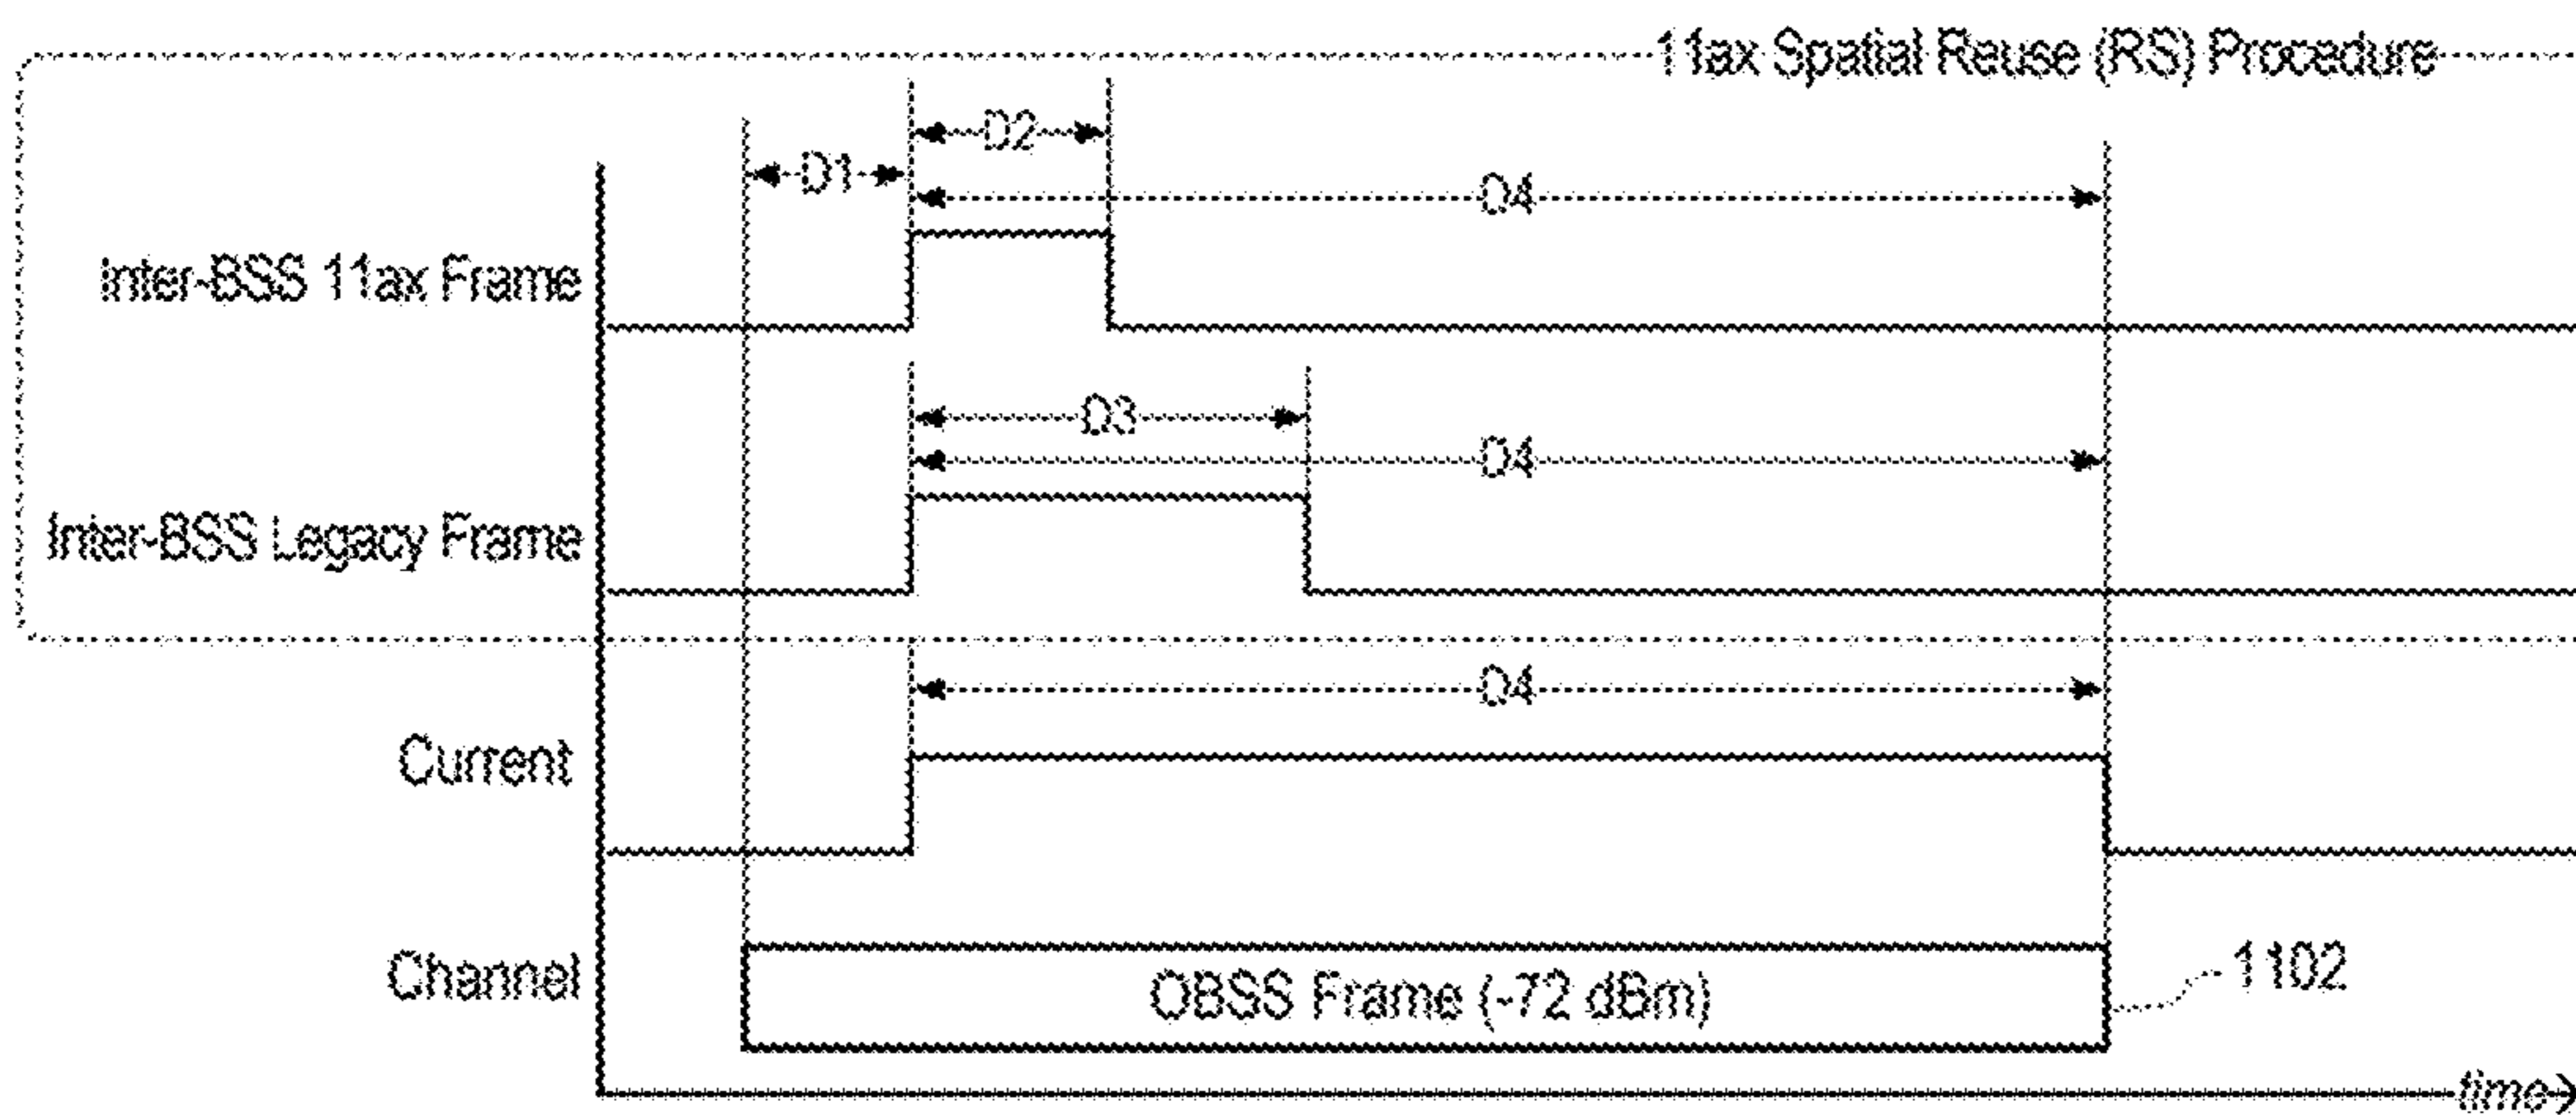 11ax Spatial Reuse (RS) Procedure
D2
D1
D4
Inter-BSS 11ax Frame
D3
D4
Inter-BSS Legacy Frame
D4
Current
Channel
OBSS Frame (-72 dBm)
1102
time